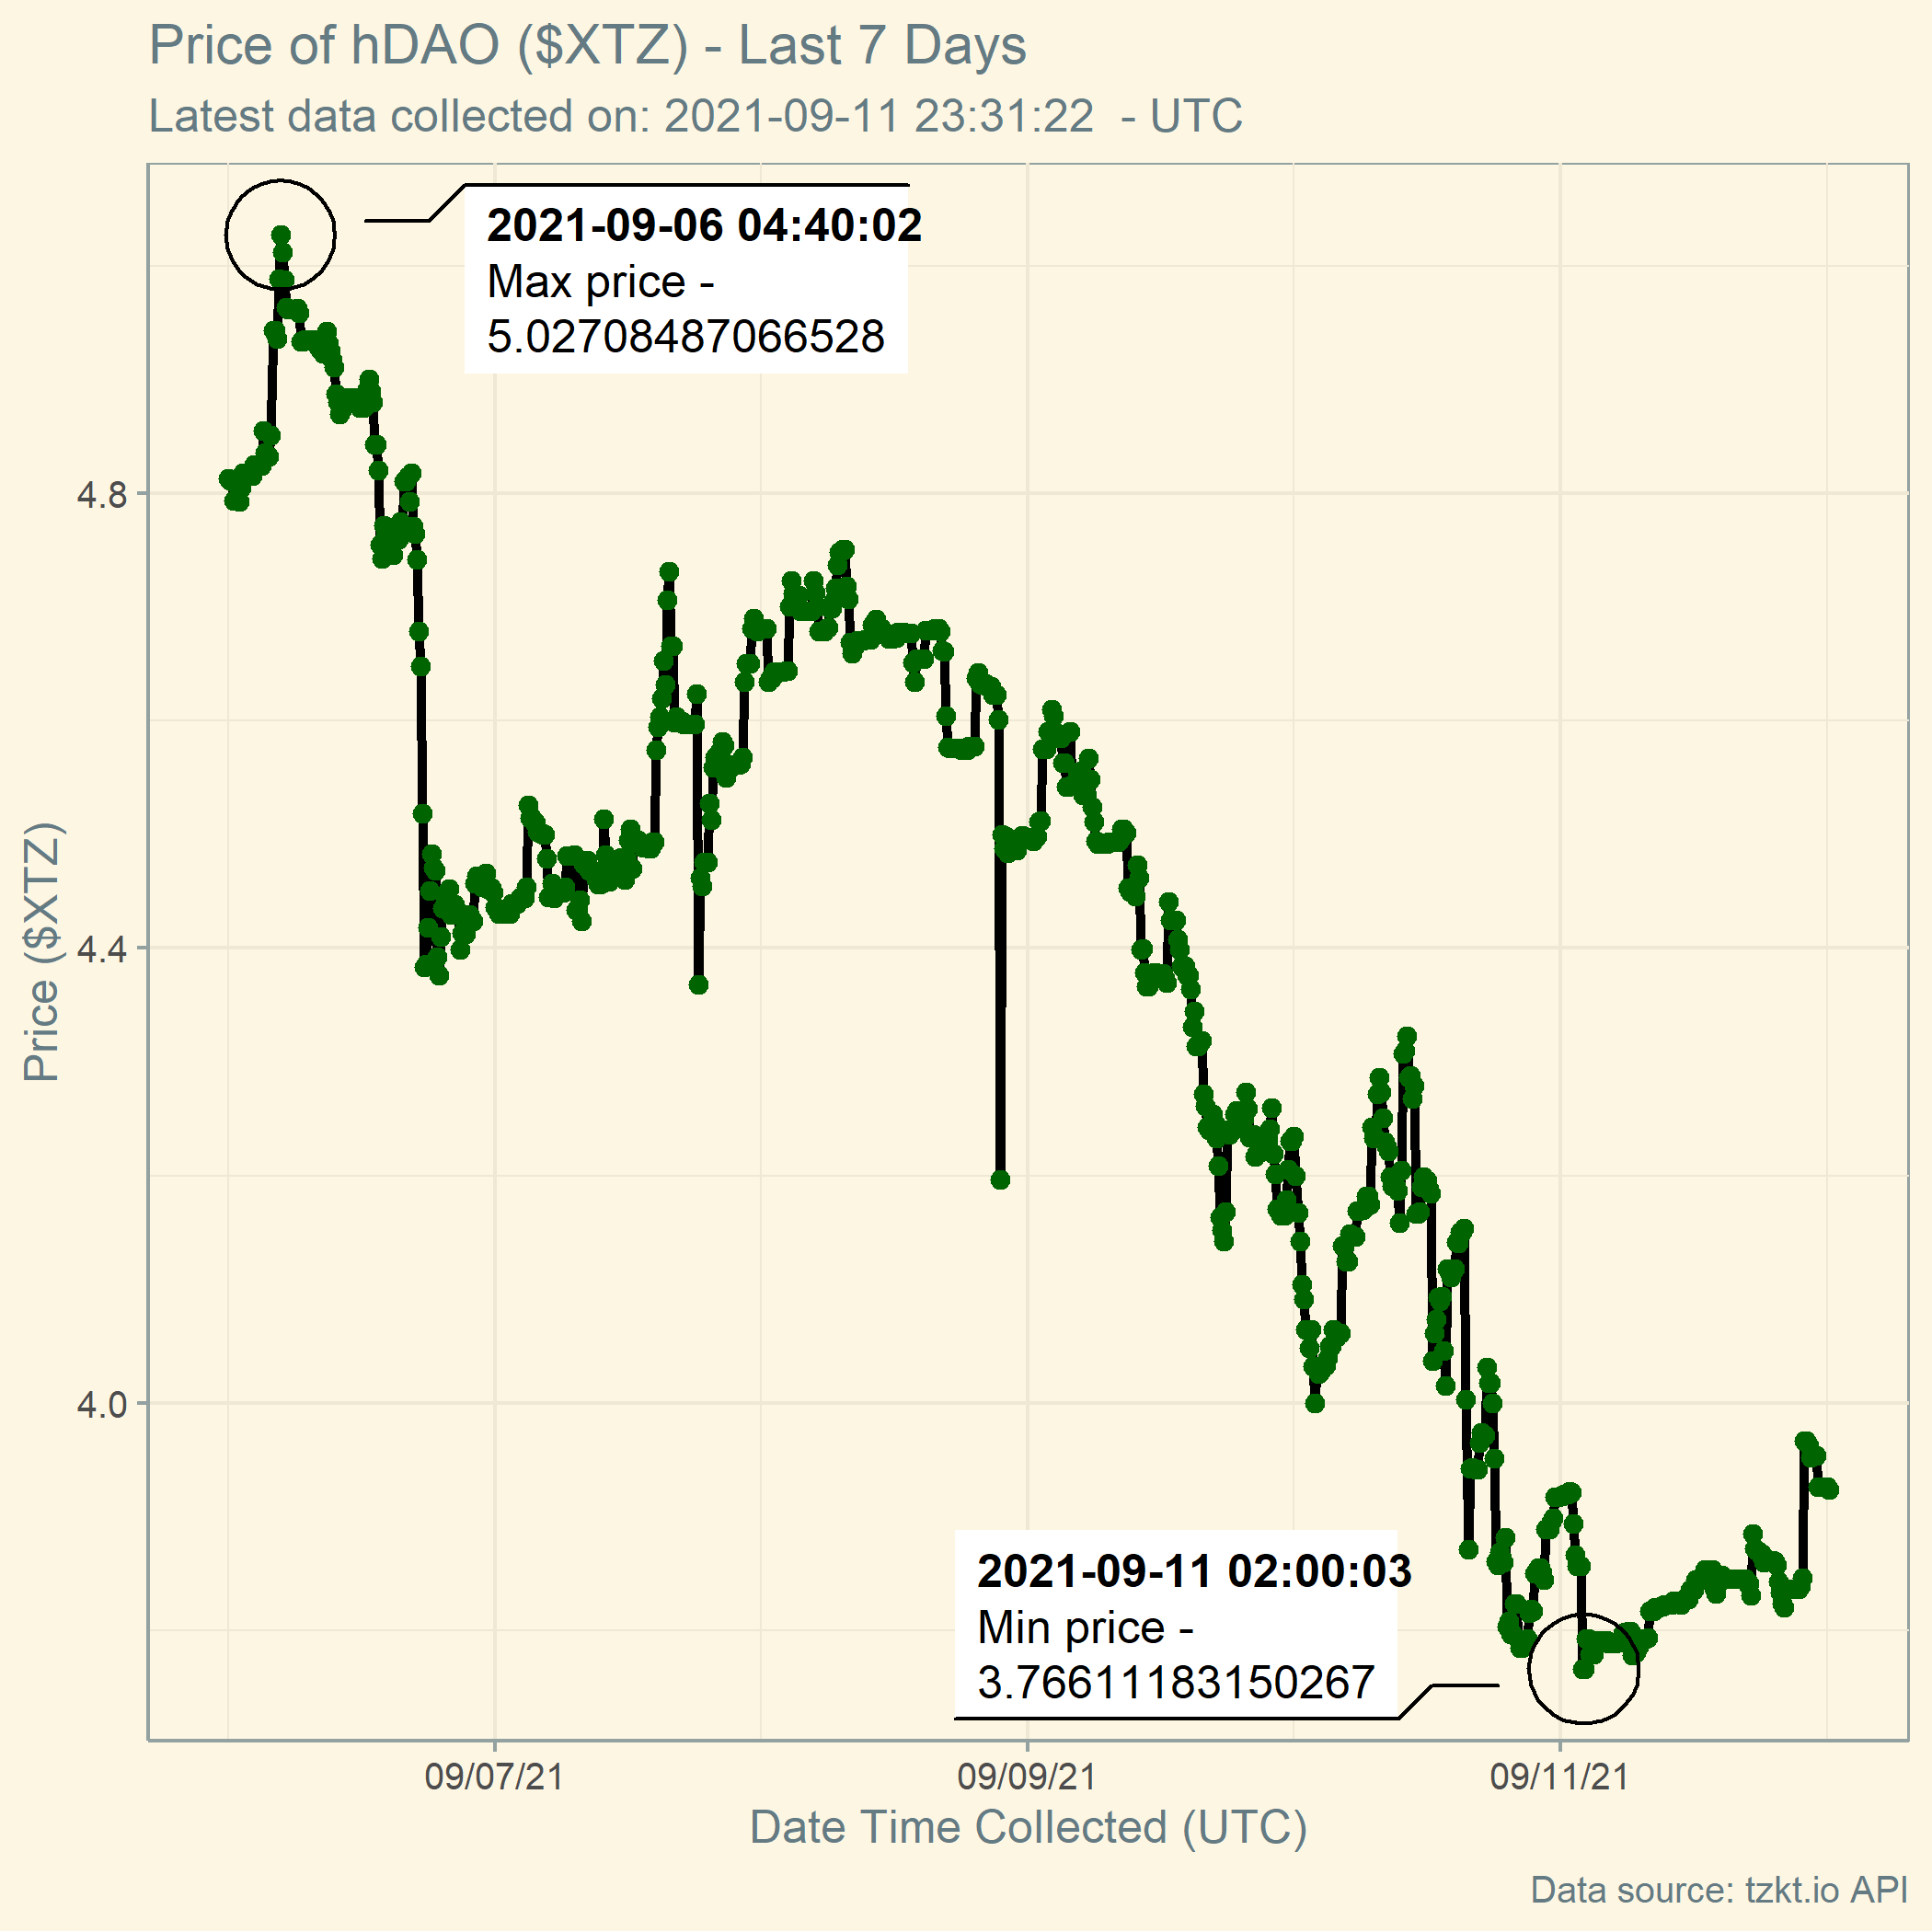 Price of hDAO ($XTZ) - Last 7 Days
Latest data collected on: 2021-09-11 23:31:22  - UTC
2021-09-06 04:40:02
Max price -
5.02708487066528
4.8
4.4
4.0
Price ($XTZ)
2021-09-11 02:00:03
Min price -
3.76611183150267
09/07/21
09/09/21
09/11/21
Date Time Collected (UTC)
Data source: tzkt.io API